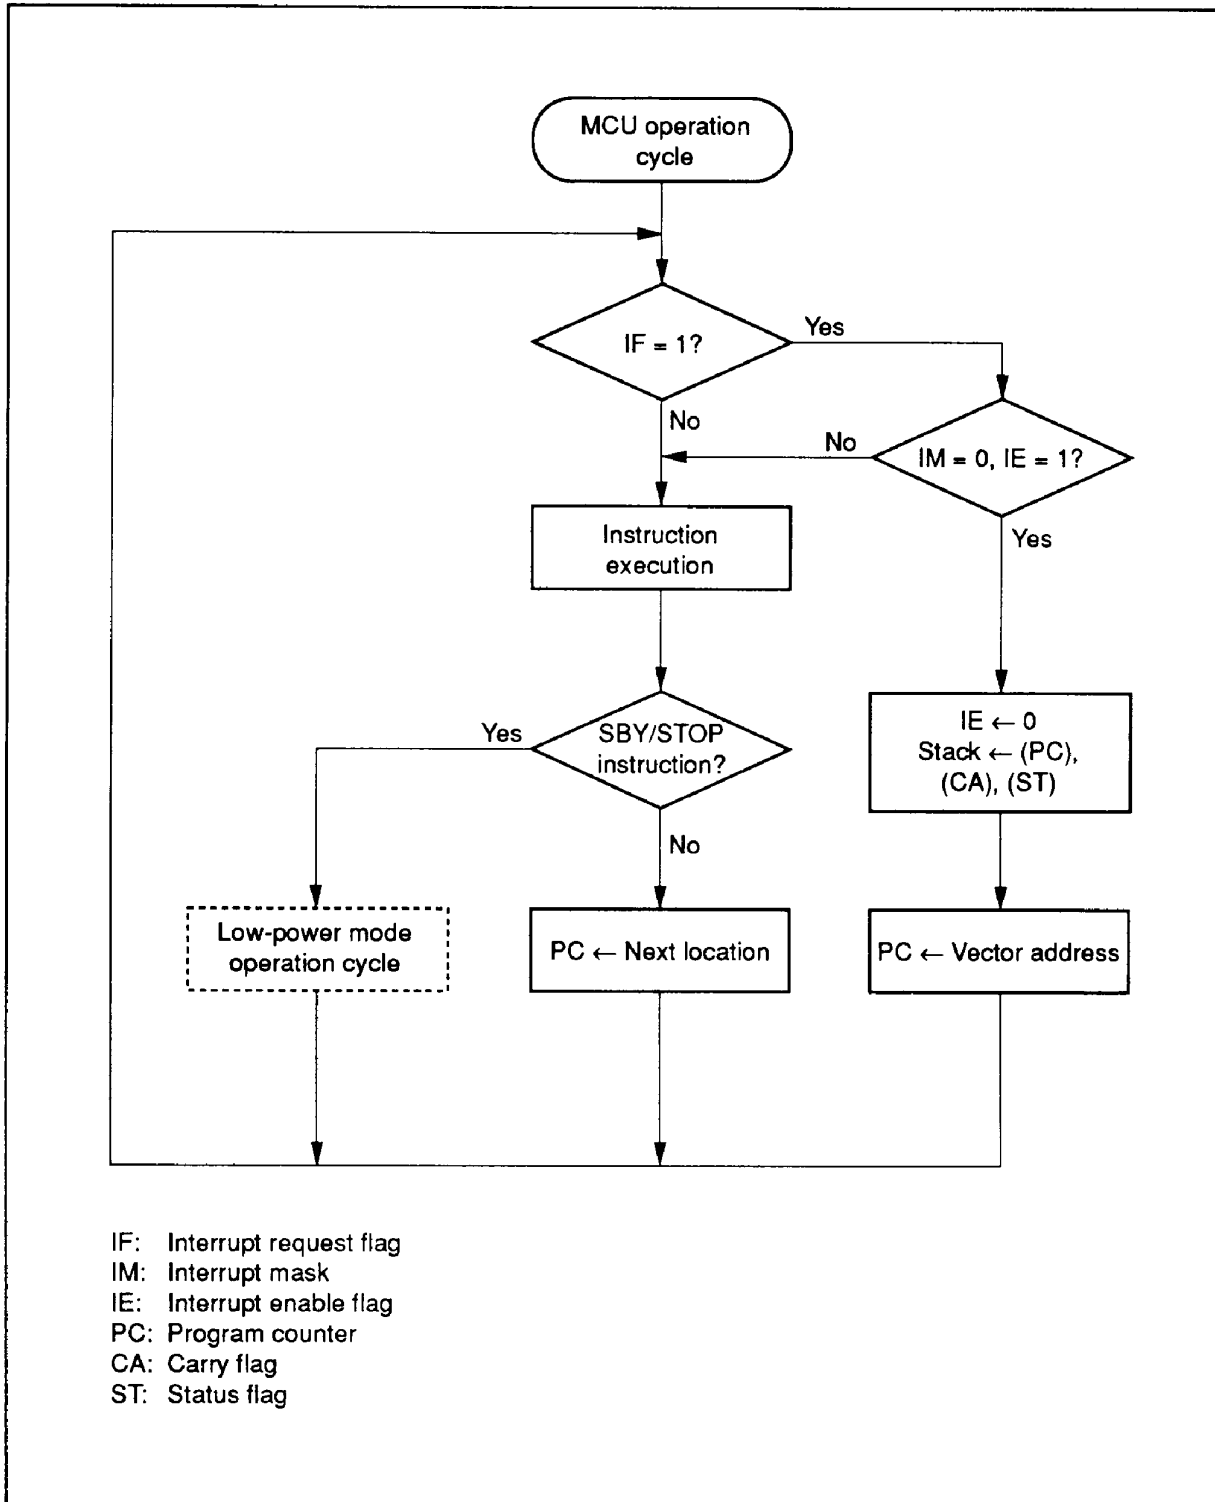 MCU operation
cycle
IF = 1?
Yes
No
No
IM = 0, IE = 1?
Yes
Instruction
execution
Yes
SBY/STOP
instruction?
No
IE ← 0
Stack ← (PC),
(CA), (ST)
Low-power mode
operation cycle
PC ← Next location
PC ← Vector address
IF: Interrupt request flag
IM: Interrupt mask
IE: Interrupt enable flag
PC: Program counter
CA: Carry flag
ST: Status flag